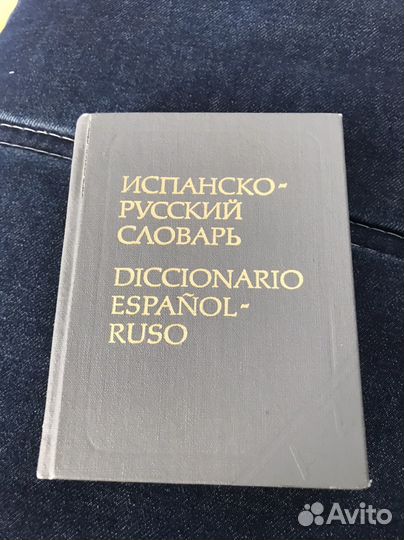 ИСПАНСКО-
РУССКИЙ
СЛОВАРЬ
DICCIONARIO
ESPAÑOL-
RUSO
Avito